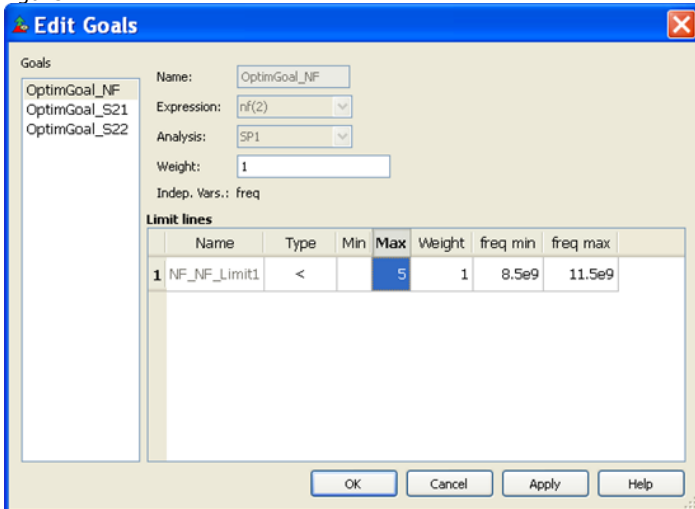 Edit Goals
Goals
OptimGoal_NF
OptimGoal_S21
OptimGoal_S22
Name: OptimGoal_NF
Expression: nf(2)
Analysis: SP1
Weight: 1
Indep. Vars.: freq
Limit lines
Name Type Min Max Weight freq min freq max
1 NF_NF_Limit1 < 5 1 8.5e9 11.5e9
OK Cancel Apply Help